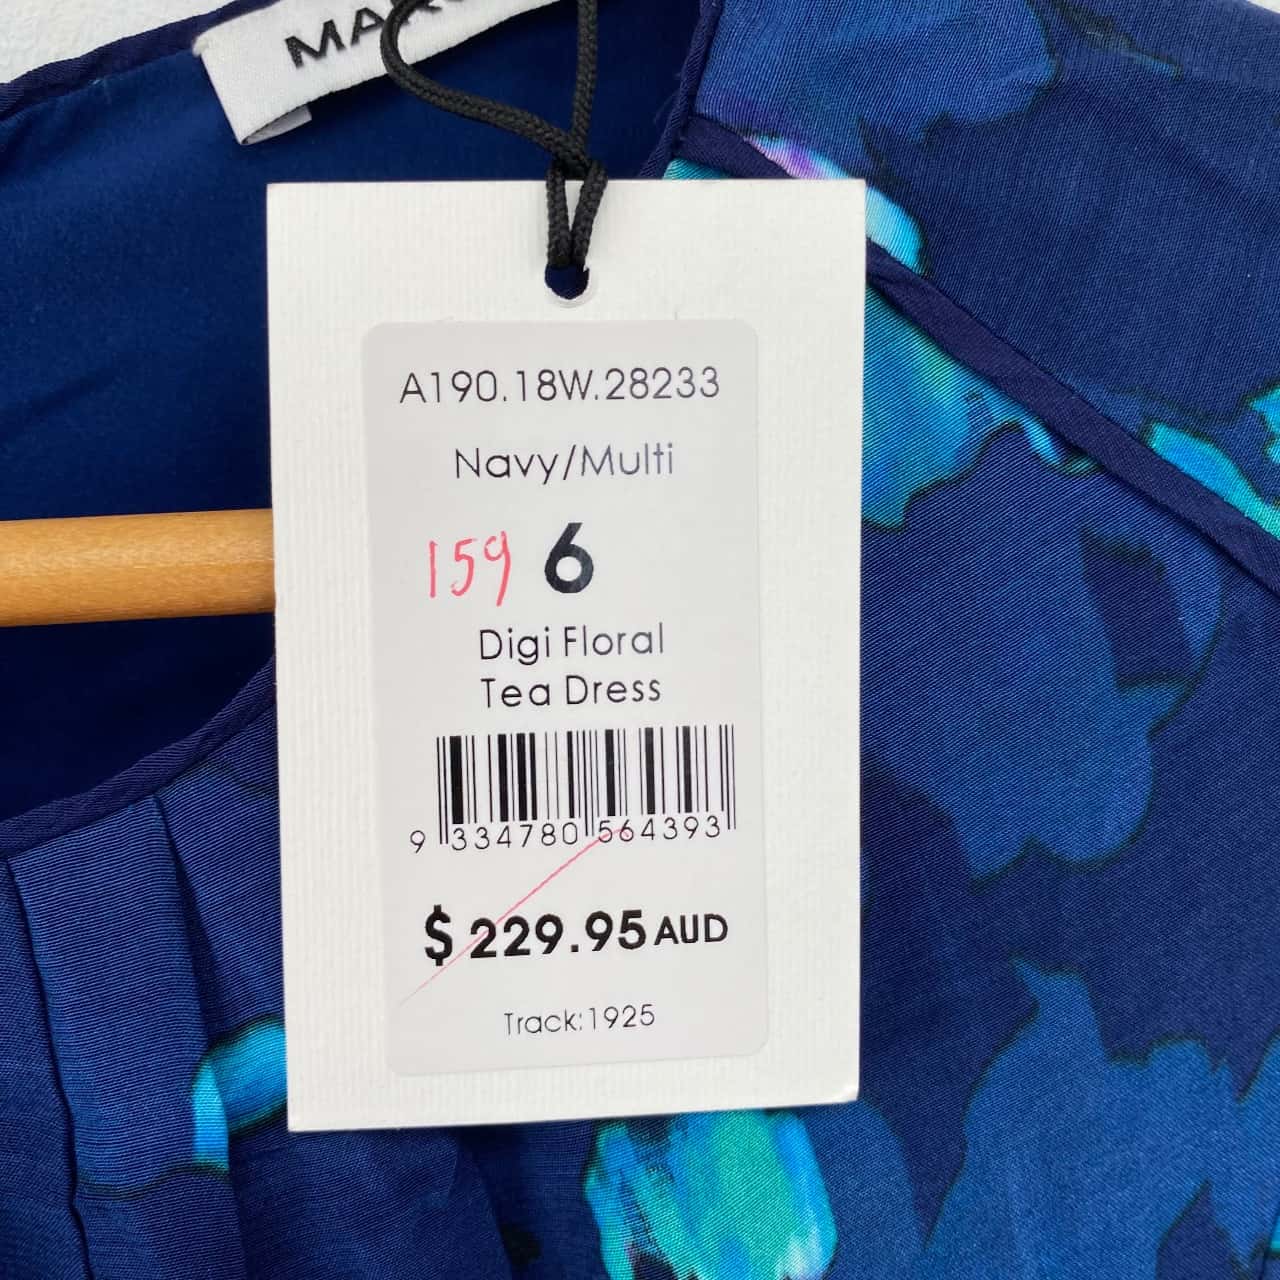 A190.18W.28233
Navy/Multi
159 6
Digi Floral
Tea Dress
9 334780 564393
$ 229.95 AUD
Track:1925